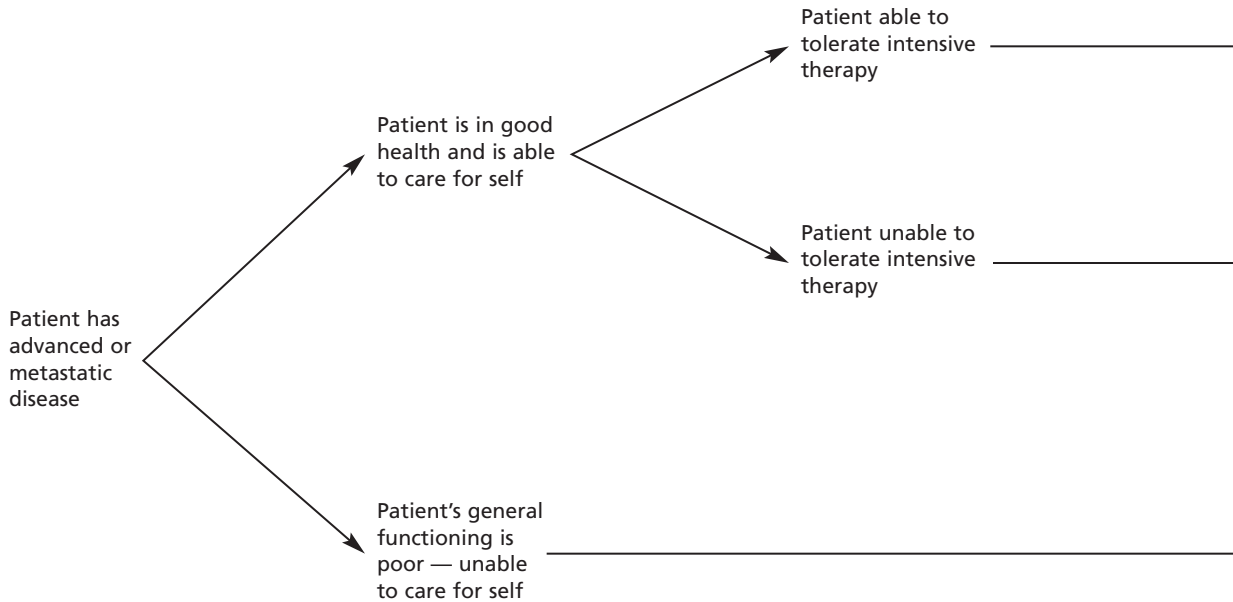 Patient has
advanced or
metastatic
disease
Patient is in good
health and is able
to care for self
Patient's general
functioning is
poor — unable
to care for self
Patient able to
tolerate intensive
therapy
Patient unable to
tolerate intensive
therapy